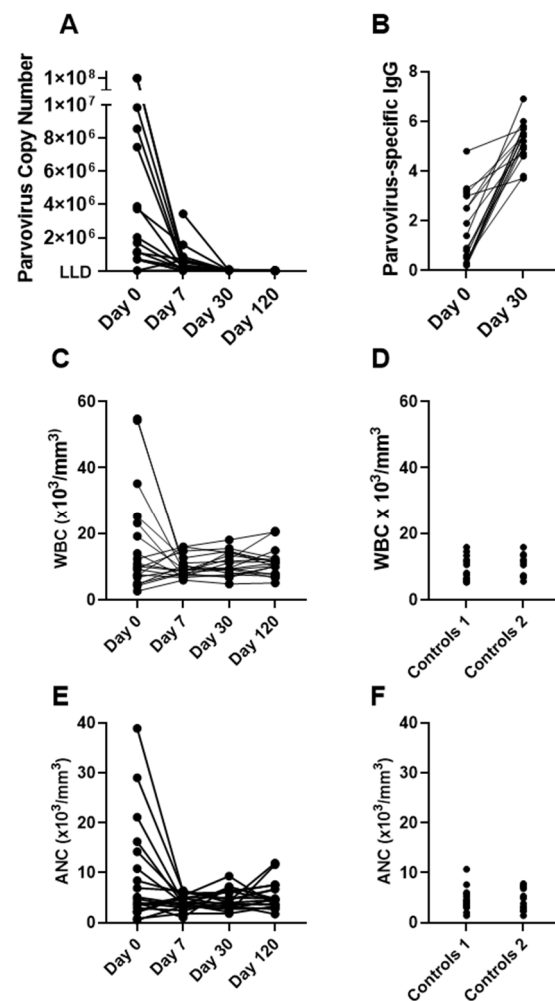 A
Parvovirus Copy Number
1×10⁸
1×10⁷
8×10⁶
6×10⁶
4×10⁶
2×10⁶
LLD
Day 0
Day 7
Day 30
Day 120
B
Parvovirus-specific IgG
8
6
4
2
0
Day 0
Day 30
C
WBC (x10³/mm³)
60
40
20
0
Day 0
Day 7
Day 30
Day 120
D
WBC x 10³/mm³
60
40
20
0
Controls 1
Controls 2
E
ANC (x10³/mm³)
40
30
20
10
0
Day 0
Day 7
Day 30
Day 120
F
ANC (x10³/mm³)
40
30
20
10
0
Controls 1
Controls 2